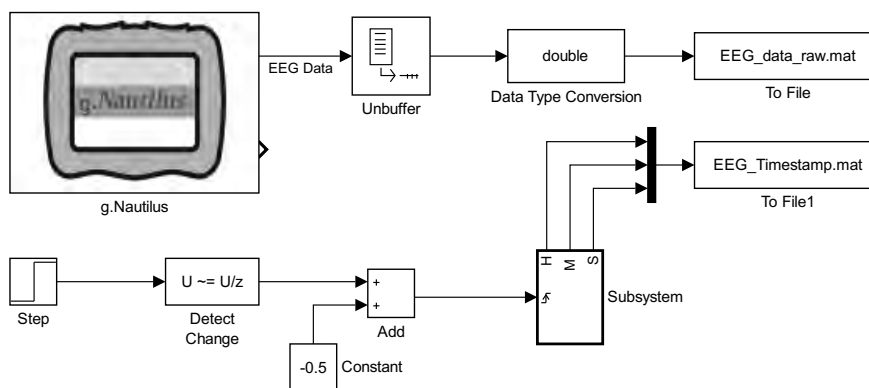 g.Nautilus
EEG Data
Unbuffer
double
Data Type Conversion
EEG_data_raw.mat
To File
g.Nautilus
EEG_Timestamp.mat
To File1
H
M
S
Subsystem
Step
U ~= U/z
Detect
Change
+
+
Add
-0.5
Constant